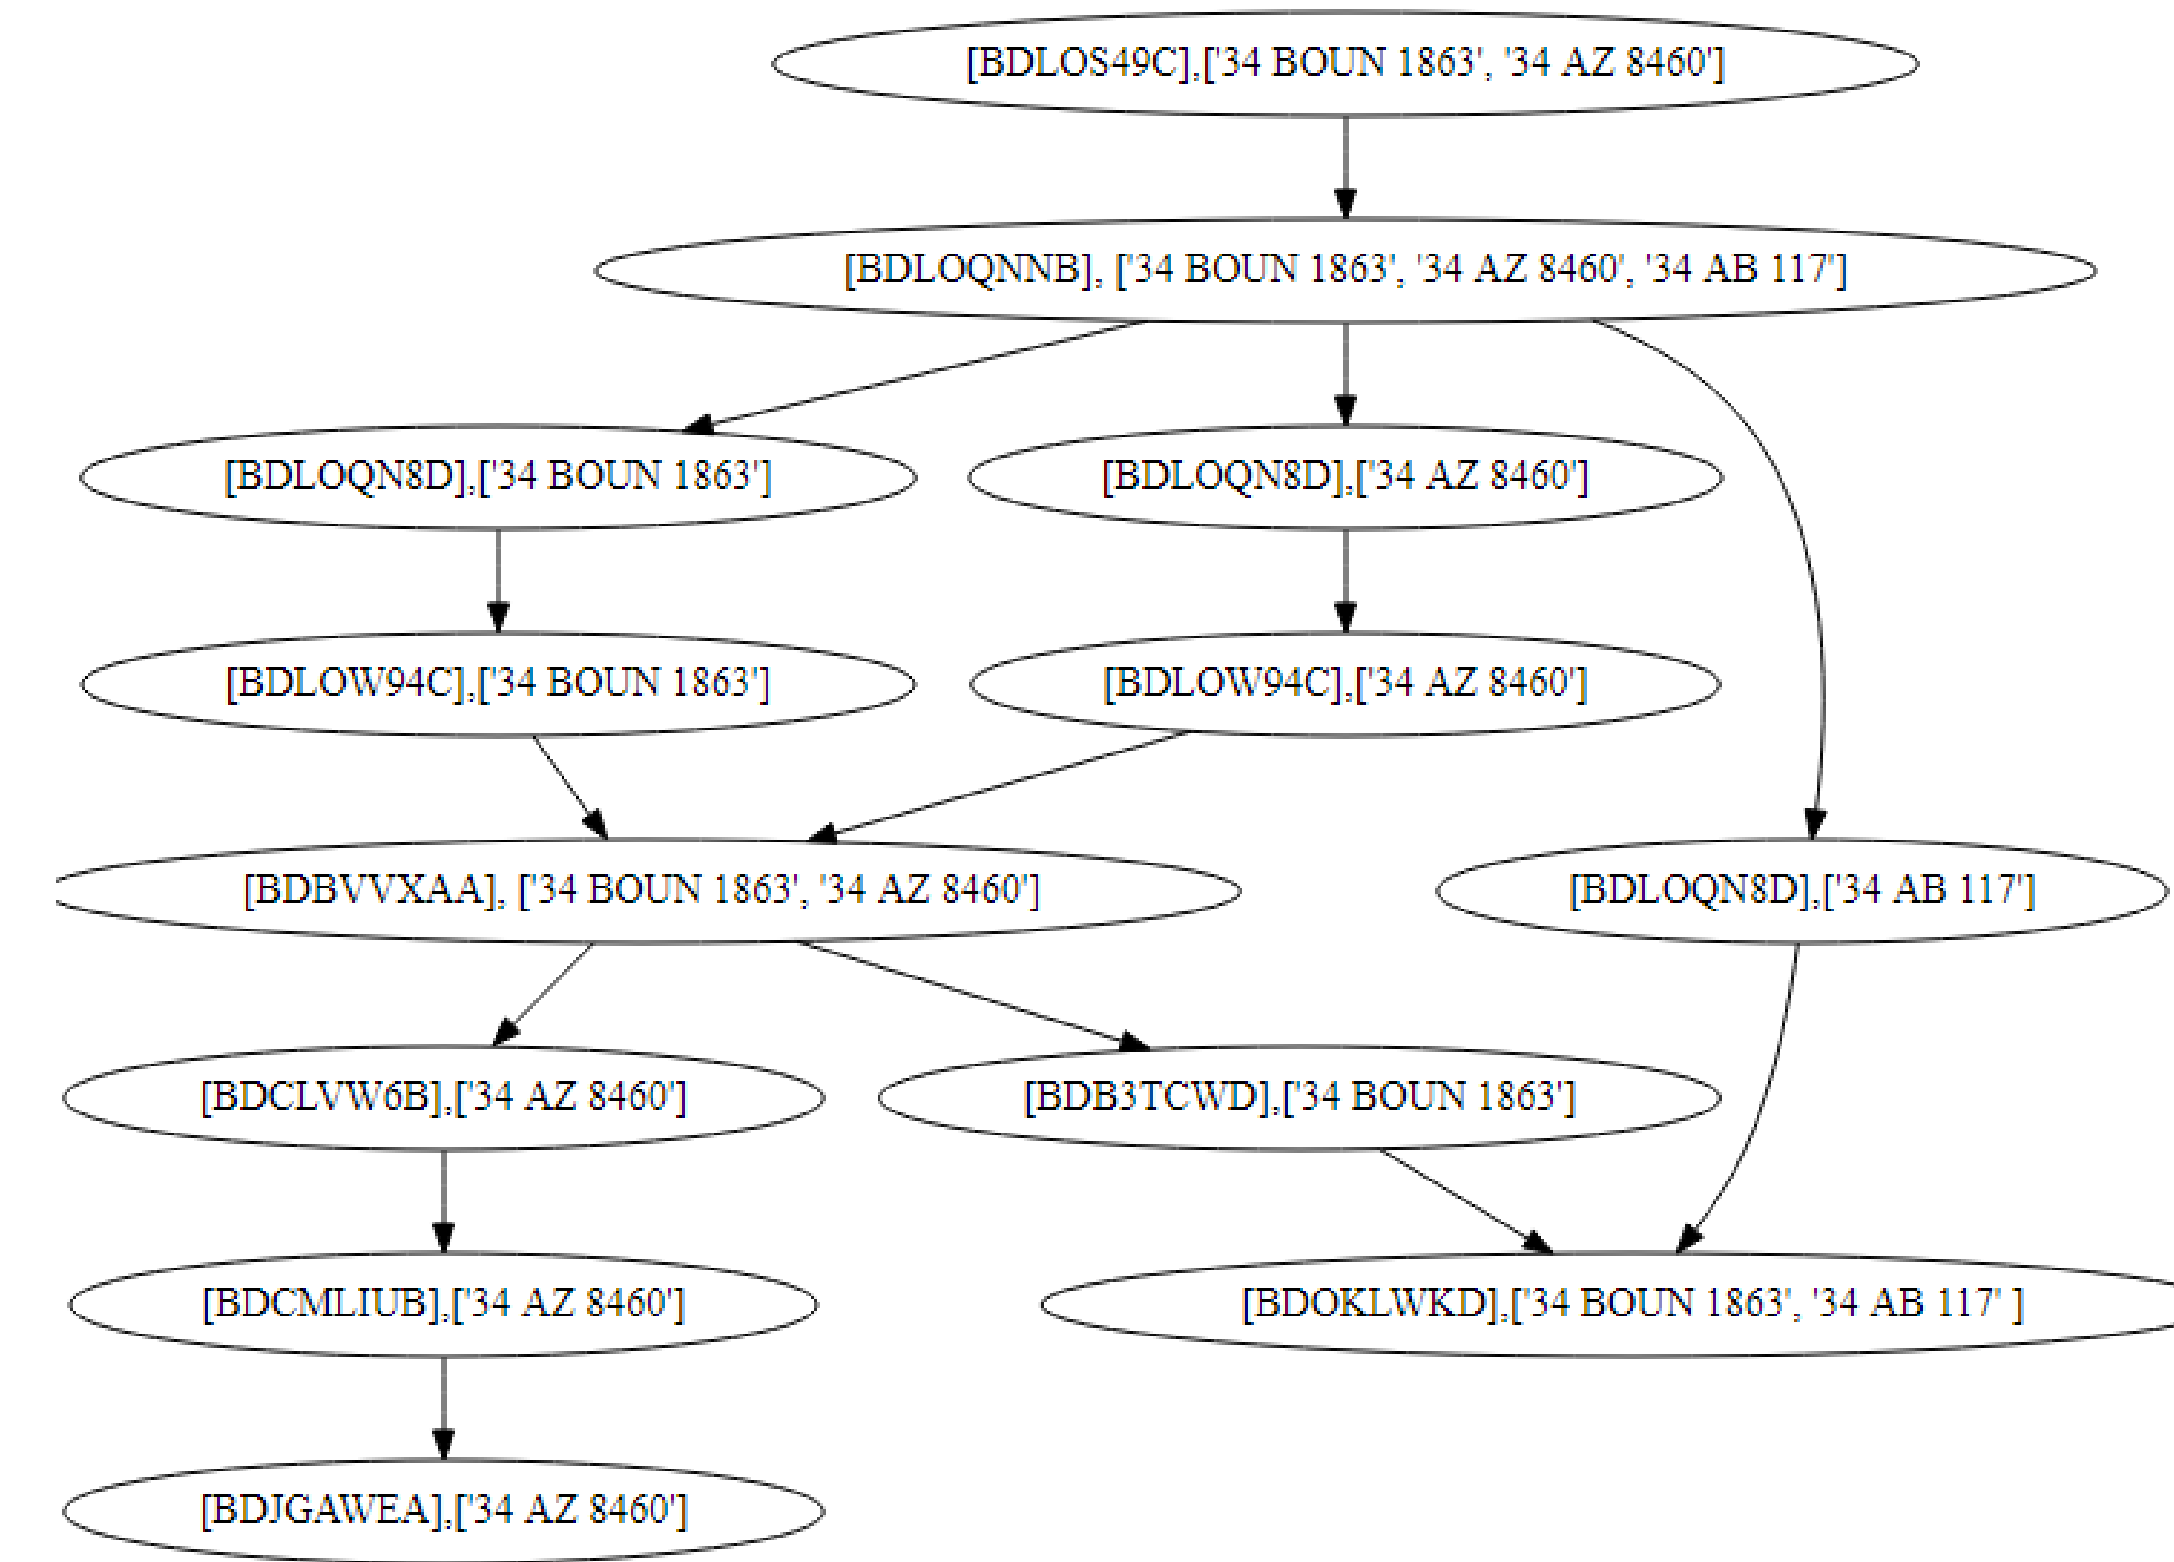 [BDLOS49C],['34 BOUN 1863', '34 AZ 8460']
[BDLOQNNB], ['34 BOUN 1863', '34 AZ 8460', '34 AB 117']
[BDLOQN8D],['34 BOUN 1863']
[BDLOQN8D],['34 AZ 8460']
[BDLOW94C],['34 BOUN 1863']
[BDLOW94C],['34 AZ 8460']
[BDBVVXAA], ['34 BOUN 1863', '34 AZ 8460']
[BDLOQN8D],['34 AB 117']
[BDCLVW6B],['34 AZ 8460']
[BDB3TCWD],['34 BOUN 1863']
[BDCMLIUB],['34 AZ 8460']
[BDOKLWKD],['34 BOUN 1863', '34 AB 117' ]
[BDJGAWEA],['34 AZ 8460']